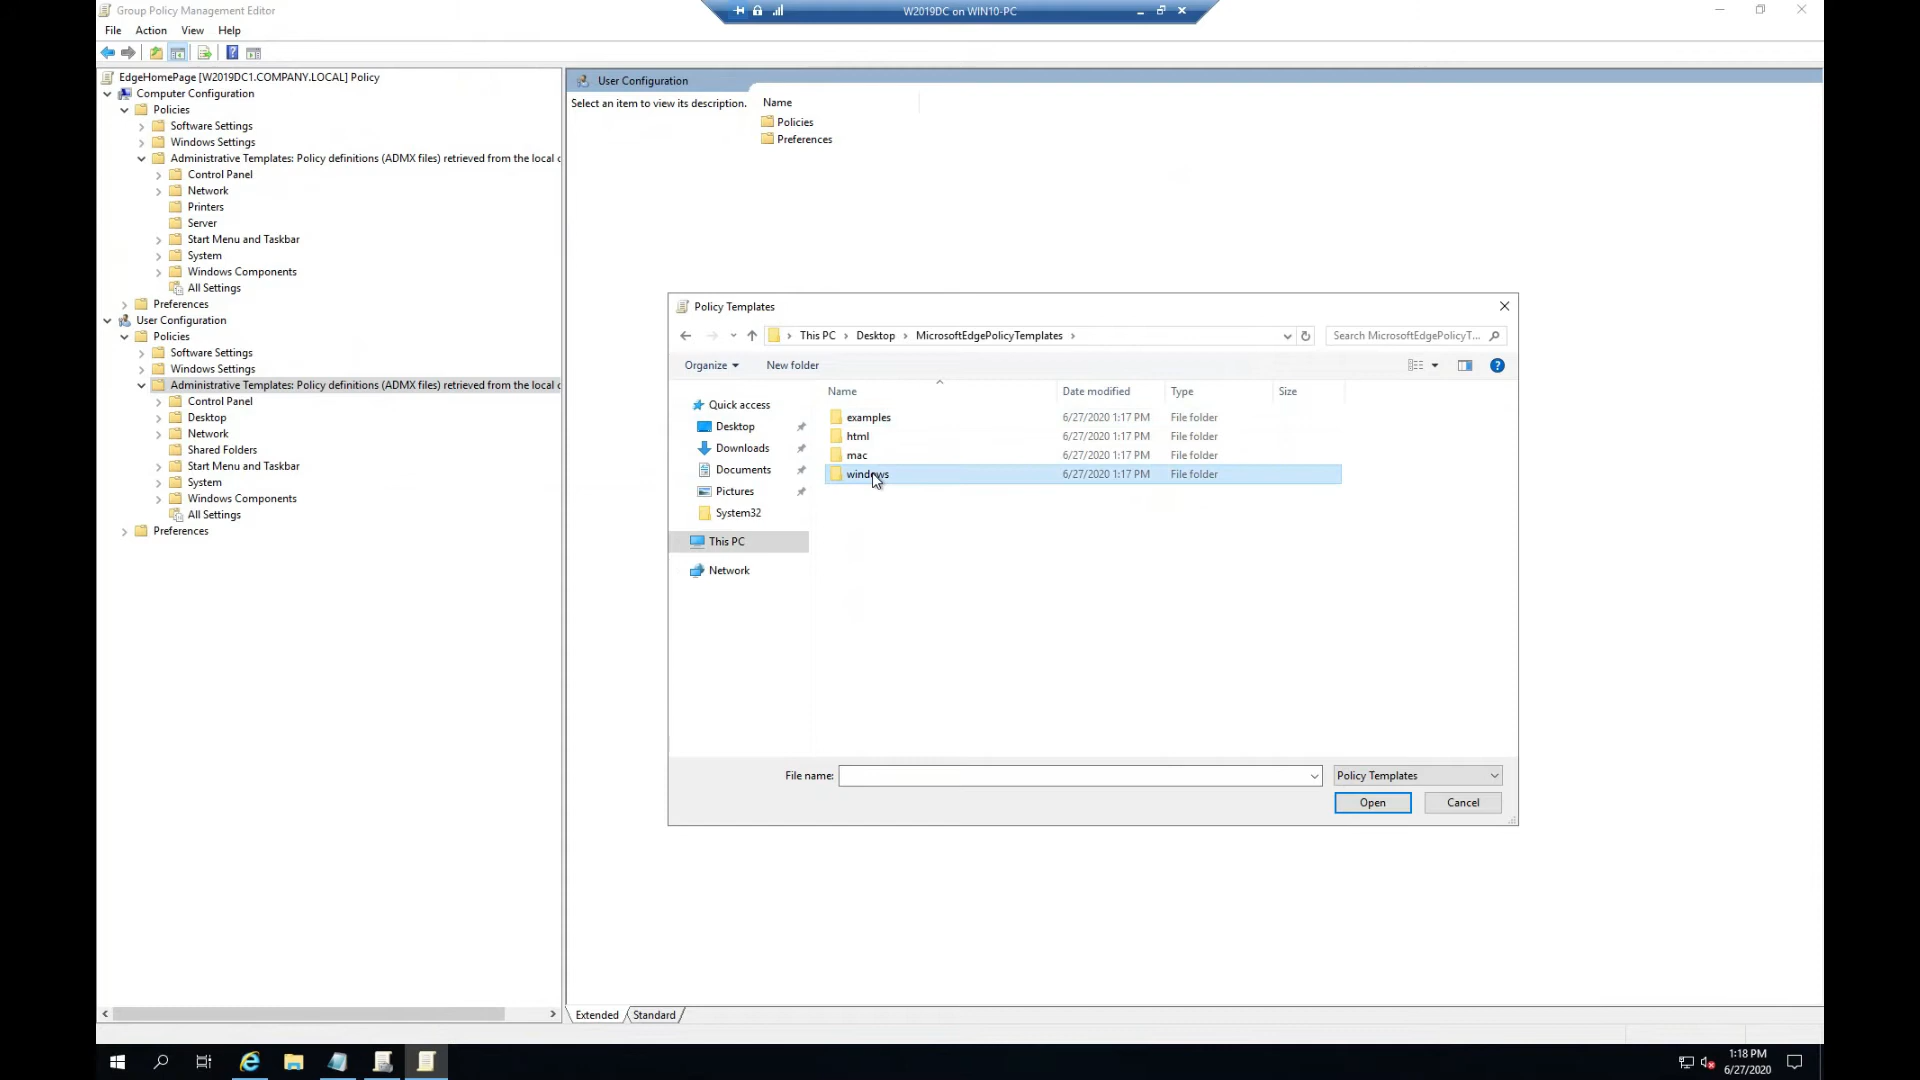 Group Policy Management Editor
W2019DC on WIN10-PC
File Action View Help
EdgeHomePage [W2019DC1.COMPANY.LOCAL] Policy
Computer Configuration
Policies
Software Settings
Windows Settings
Administrative Templates: Policy definitions (ADMX files) retrieved from the local c
Control Panel
Network
Printers
Server
Start Menu and Taskbar
System
Windows Components
All Settings
Preferences
User Configuration
Policies
Software Settings
Windows Settings
Administrative Templates: Policy definitions (ADMX files) retrieved from the local c
Control Panel
Desktop
Network
Shared Folders
Start Menu and Taskbar
System
Windows Components
All Settings
Preferences
User Configuration
Select an item to view its description.
Name
Policies
Preferences
Policy Templates
This PC Desktop MicrosoftEdgePolicyTemplates
Search MicrosoftEdgePolicyT...
Organize New folder
Quick access
Desktop
Downloads
Documents
Pictures
System32
This PC
Network
Name Date modified Type Size
examples 6/27/2020 1:17 PM File folder
html 6/27/2020 1:17 PM File folder
mac 6/27/2020 1:17 PM File folder
windows 6/27/2020 1:17 PM File folder
File name: Policy Templates
Open Cancel
Extended Standard
1:18 PM
6/27/2020